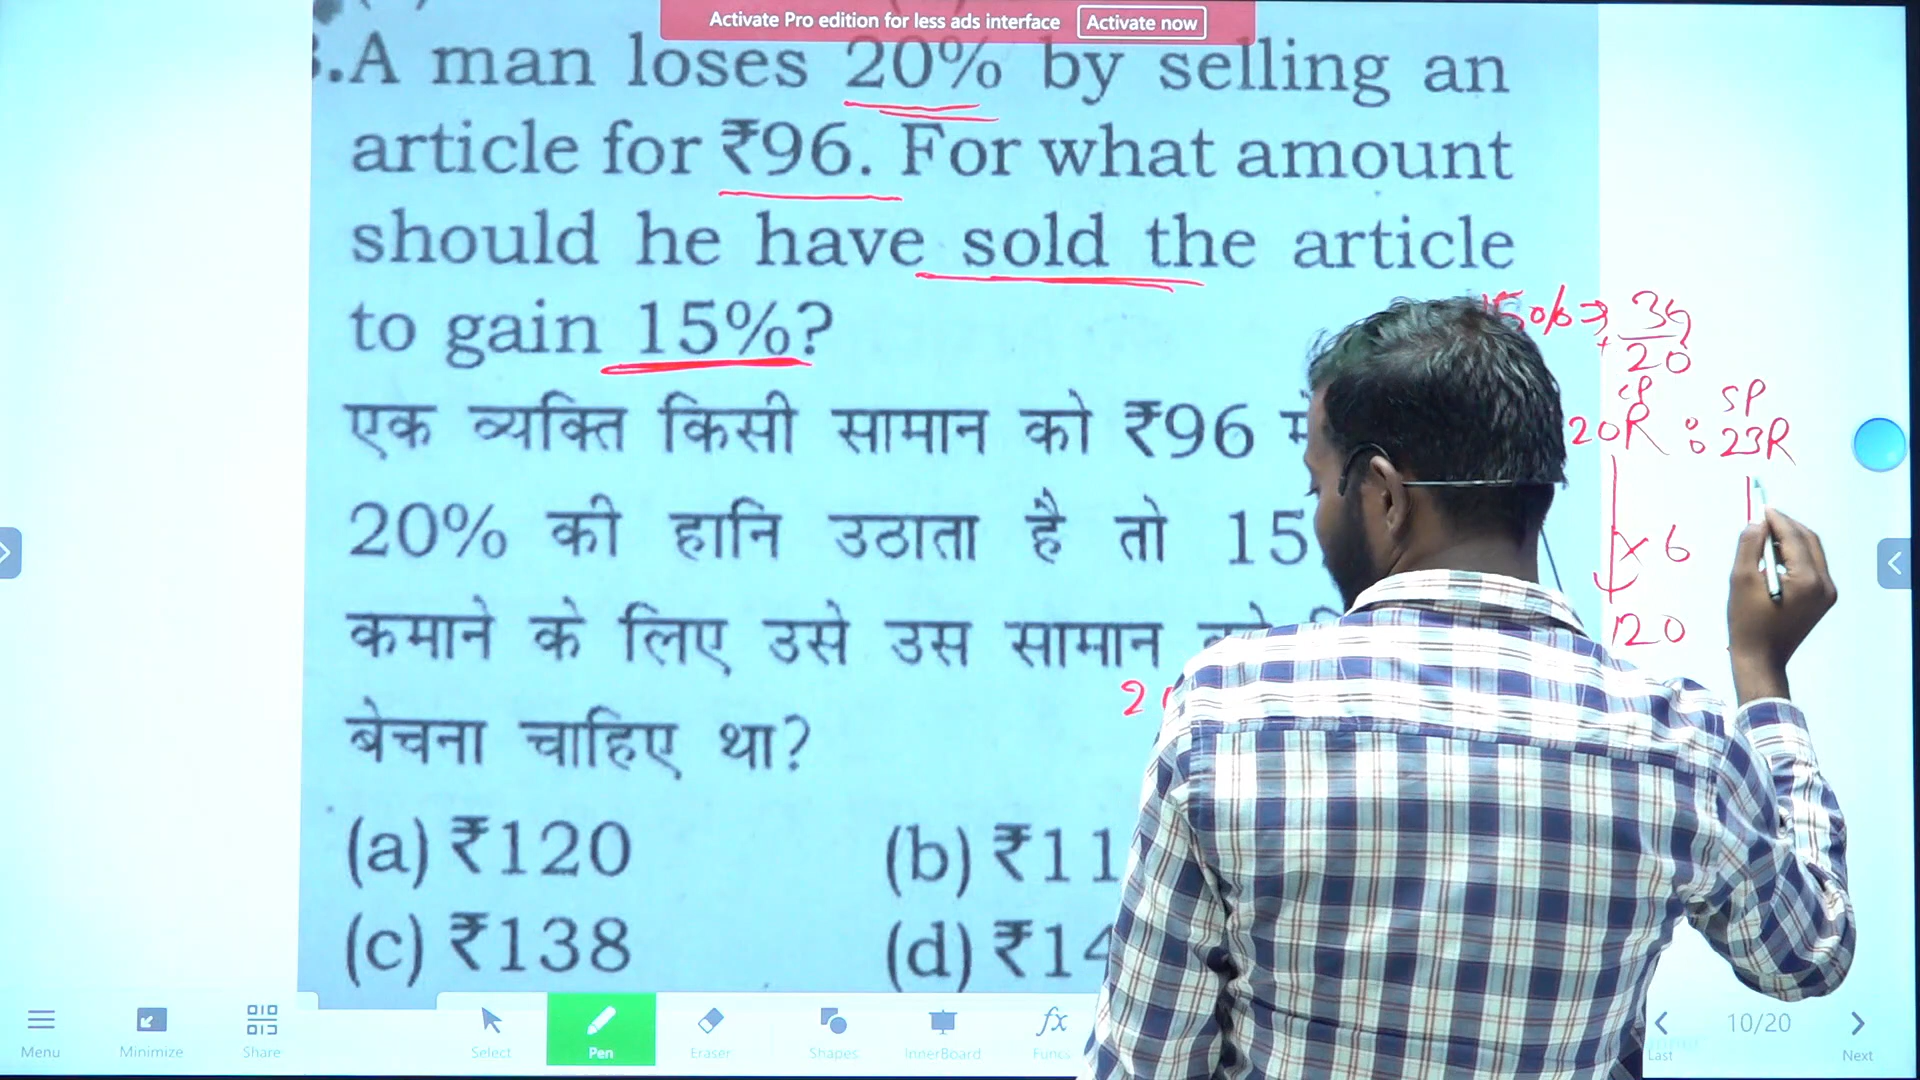 Activate Pro edition for less ads interface Activate now
.A man loses 20% by selling an
article for ₹96. For what amount
should he have sold the article
to gain 15%?
एक व्यक्ति किसी सामान को ₹96
20% की हानि उठाता है तो 15
कमाने के लिए उसे उस सामान
बेचना चाहिए था?
(a) ₹120
(b) ₹11
(c) ₹138
(d) ₹14
20
CP SP
20R : 23R
× 6
120
Menu Minimize Share Select Pen Eraser Shapes InnerBoard Funcs
Last 10/20 Next